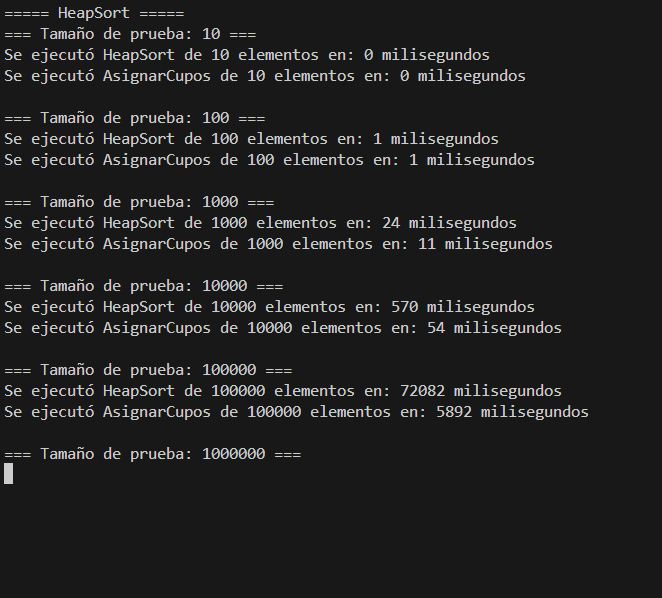 ===== HeapSort =====
=== Tamaño de prueba: 10 ===
Se ejecutó HeapSort de 10 elementos en: 0 milisegundos
Se ejecutó AsignarCupos de 10 elementos en: 0 milisegundos
=== Tamaño de prueba: 100 ===
Se ejecutó HeapSort de 100 elementos en: 1 milisegundos
Se ejecutó AsignarCupos de 100 elementos en: 1 milisegundos
=== Tamaño de prueba: 1000 ===
Se ejecutó HeapSort de 1000 elementos en: 24 milisegundos
Se ejecutó AsignarCupos de 1000 elementos en: 11 milisegundos
=== Tamaño de prueba: 10000 ===
Se ejecutó HeapSort de 10000 elementos en: 570 milisegundos
Se ejecutó AsignarCupos de 10000 elementos en: 54 milisegundos
=== Tamaño de prueba: 100000 ===
Se ejecutó HeapSort de 100000 elementos en: 72082 milisegundos
Se ejecutó AsignarCupos de 100000 elementos en: 5892 milisegundos
=== Tamaño de prueba: 1000000 ===